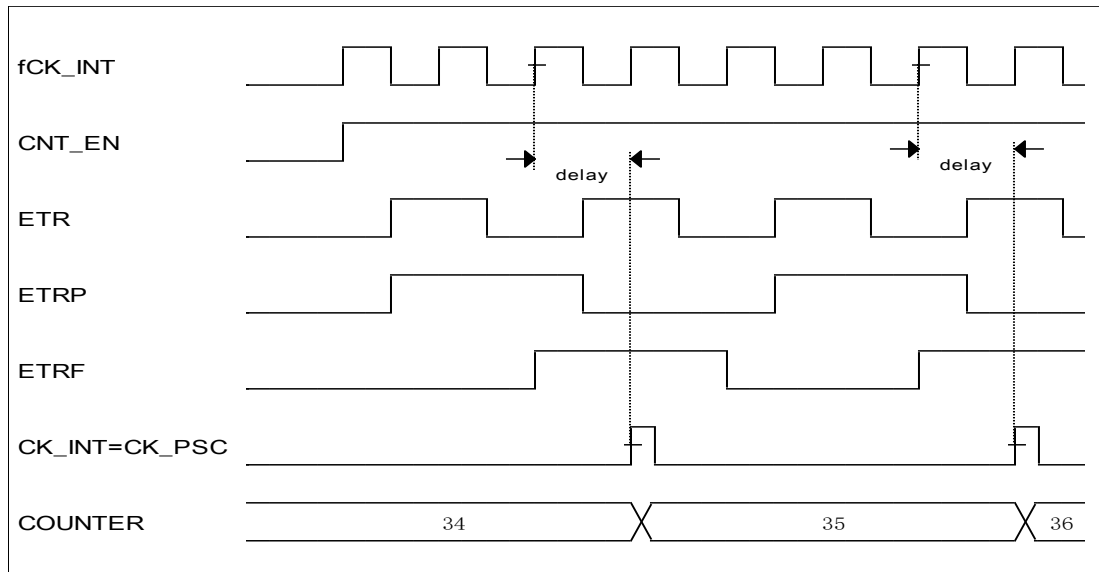 fCK_INT
CNT_EN
delay
delay
ETR
ETRP
ETRF
CK_INT=CK_PSC
COUNTER
34
35
36